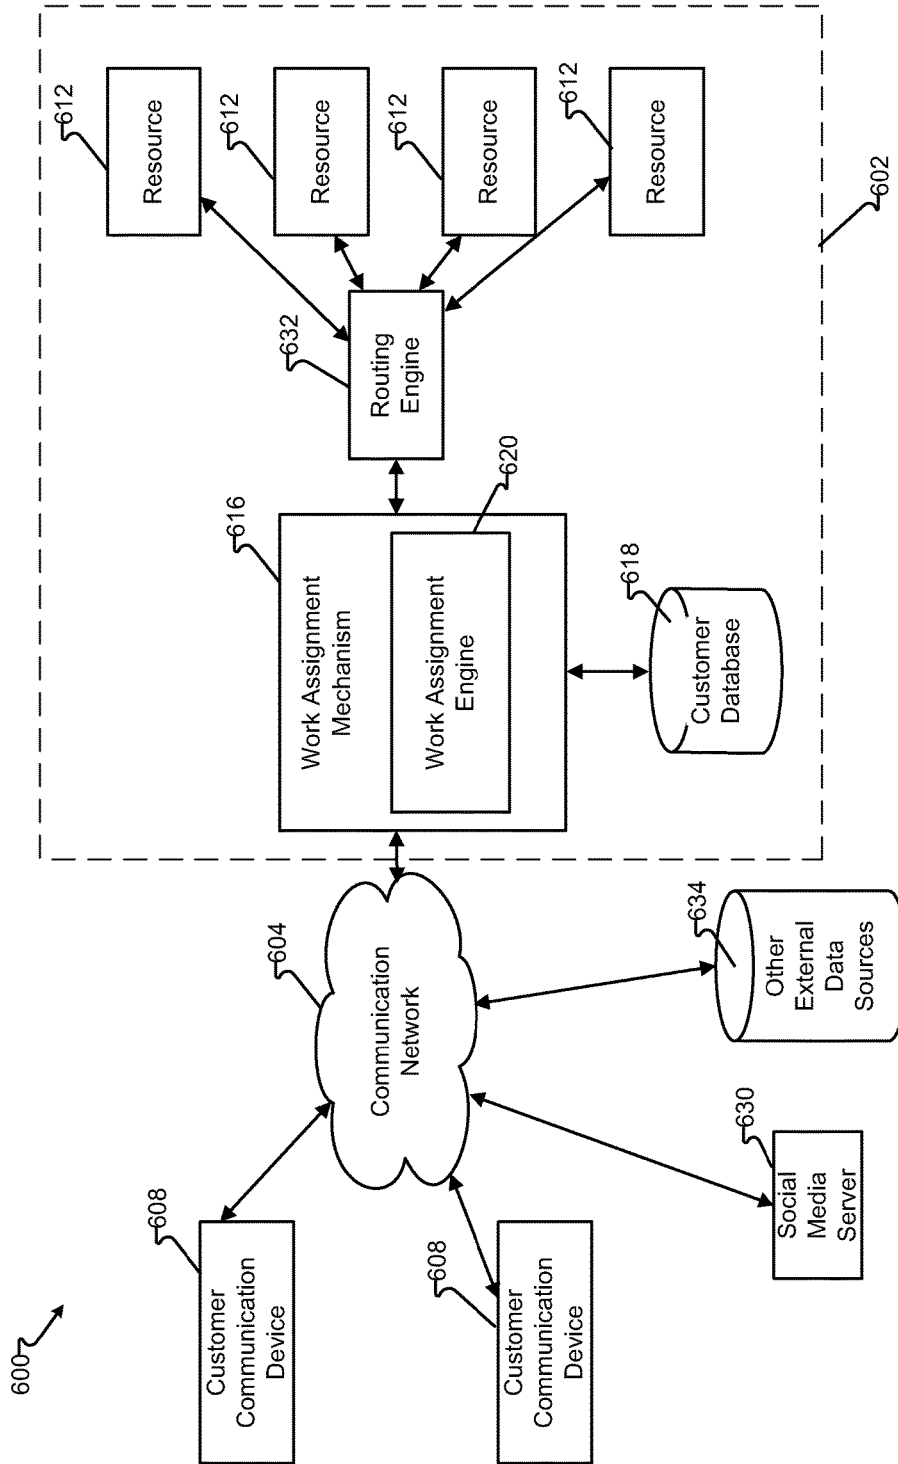 600
608
Customer
Communication
Device
608
Customer
Communication
Device
604
Communication
Network
630
Social
Media
Server
634
Other
External
Data
Sources
616
Work Assignment
Mechanism
620
Work Assignment
Engine
618
Customer
Database
632
Routing
Engine
612
Resource
612
Resource
612
Resource
612
Resource
602